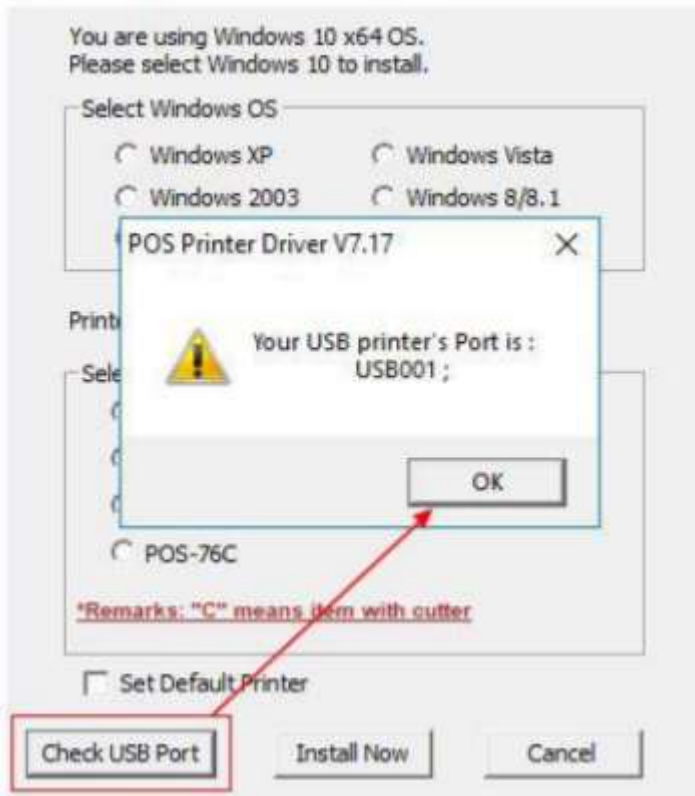 You are using Windows 10 x64 OS.
Please select Windows 10 to install.
Select Windows OS
Windows XP
Windows Vista
Windows 2003
Windows 8/8.1
POS Printer Driver V7.17
Your USB printer's Port is :
USB001 ;
OK
POS-76C
*Remarks: "C" means item with cutter
Set Default Printer
Check USB Port
Install Now
Cancel